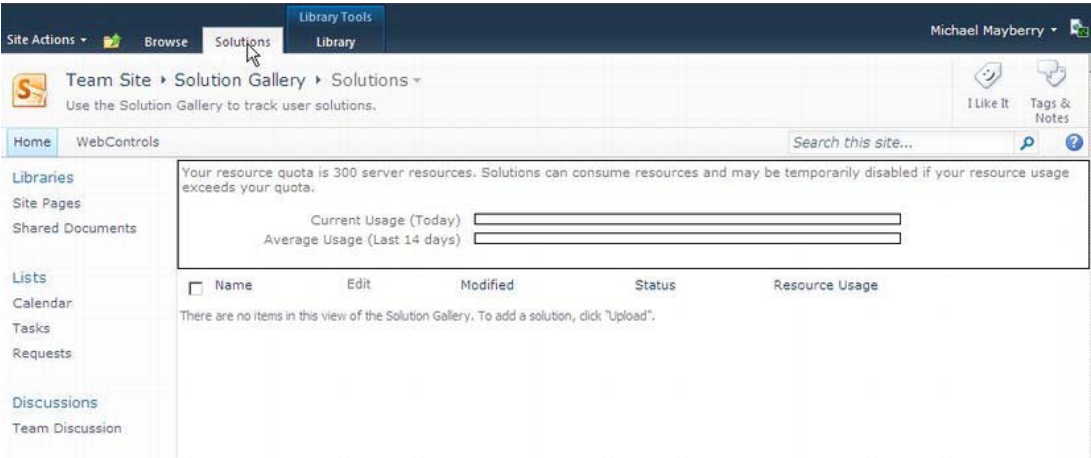 Library Tools
Site Actions Browse Solutions Library Michael Mayberry
Team Site Solution Gallery Solutions
Use the Solution Gallery to track user solutions.
I Like It Tags &
Notes
Home WebControls Search this site...
Libraries
Site Pages
Shared Documents
Lists
Calendar
Tasks
Requests
Discussions
Team Discussion
Your resource quota is 300 server resources. Solutions can consume resources and may be temporarily disabled if your resource usage
exceeds your quota.
Current Usage (Today)
Average Usage (Last 14 days)
Name Edit Modified Status Resource Usage
There are no items in this view of the Solution Gallery. To add a solution, click "Upload".